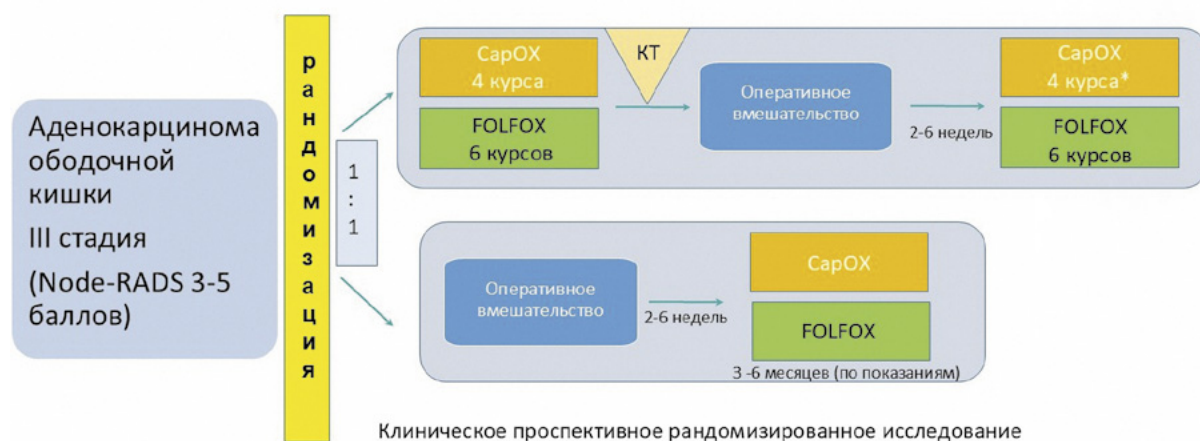 Аденокарцинома
ободочной
кишки
III стадия
(Node-RADS 3-5
баллов)
рандомизация
1
:
1
CapOX
4 курса
FOLFOX
6 курсов
КТ
Оперативное
вмешательство
2-6 недель
CapOX
4 курса*
FOLFOX
6 курсов
Оперативное
вмешательство
2-6 недель
CapOX
FOLFOX
3 -6 месяцев (по показаниям)
Клиническое проспективное рандомизированное исследование